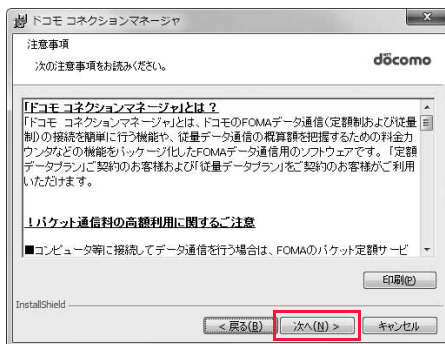 ドコモ コネクションマネージャ
注意事項
次の注意事項をお読みください。
NTT
döcomo
「ドコモ コネクションマネージャ」とは？
「ドコモ コネクションマネージャ」とは、ドコモのFOMAデータ通信（定額制および従量
制）の接続を簡単に行う機能や、従量データ通信の概算額を把握するための料金カ
ウンタなどの機能をパッケージ化したFOMAデータ通信用のソフトウェアです。「定額
データプラン」ご契約のお客様および「従量データプラン」をご契約のお客様がご利用
いただけます。
！パケット通信料の高額利用に関するご注意
■コンピュータ等に接続してデータ通信を行う場合は、FOMAのパケット定額サービ
印刷(P)
InstallShield
< 戻る(B)
次へ(N) >
キャンセル